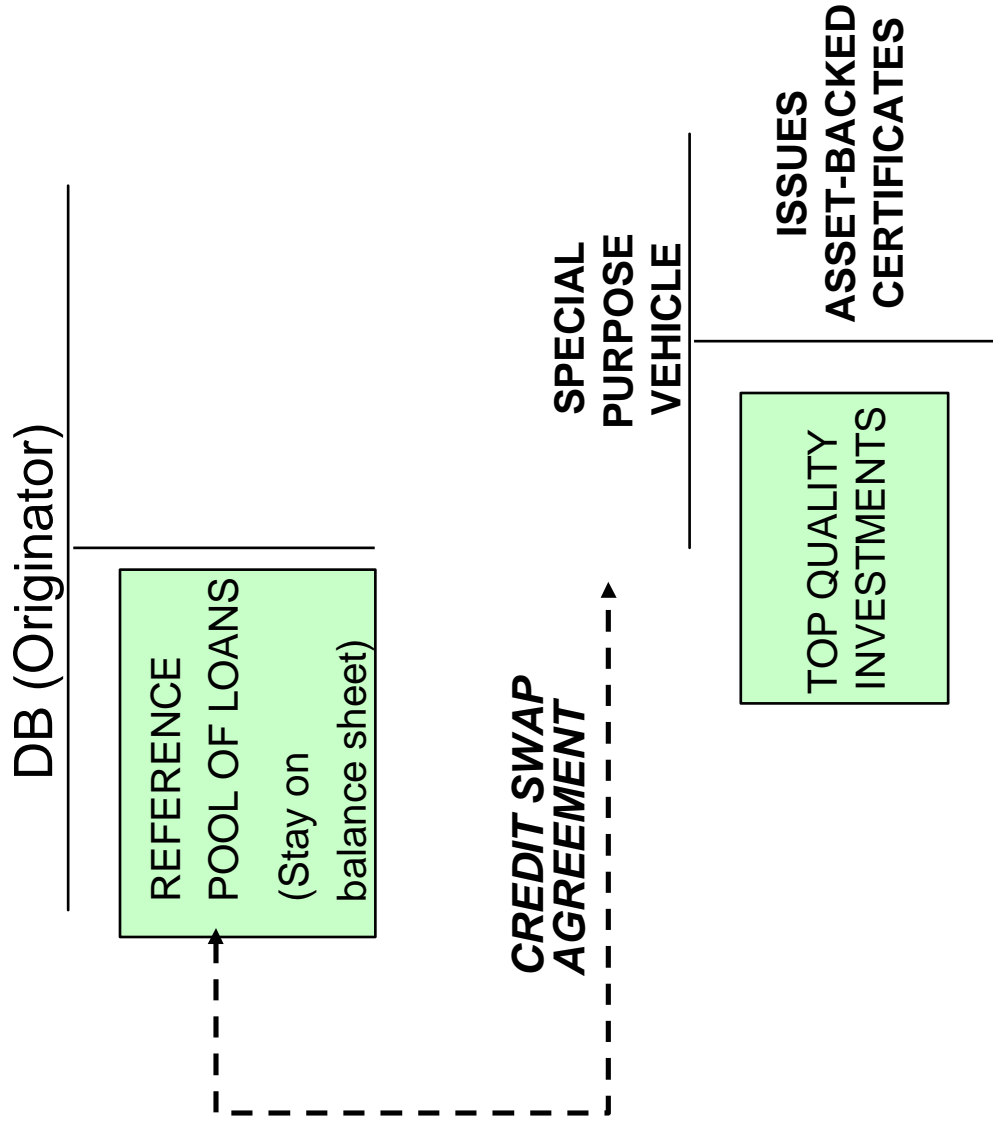 DB (Originator)
REFERENCE
POOL OF LOANS
(Stay on
balance sheet)
CREDIT SWAP
AGREEMENT
SPECIAL
PURPOSE
VEHICLE
TOP QUALITY
INVESTMENTS
ISSUES
ASSET-BACKED
CERTIFICATES